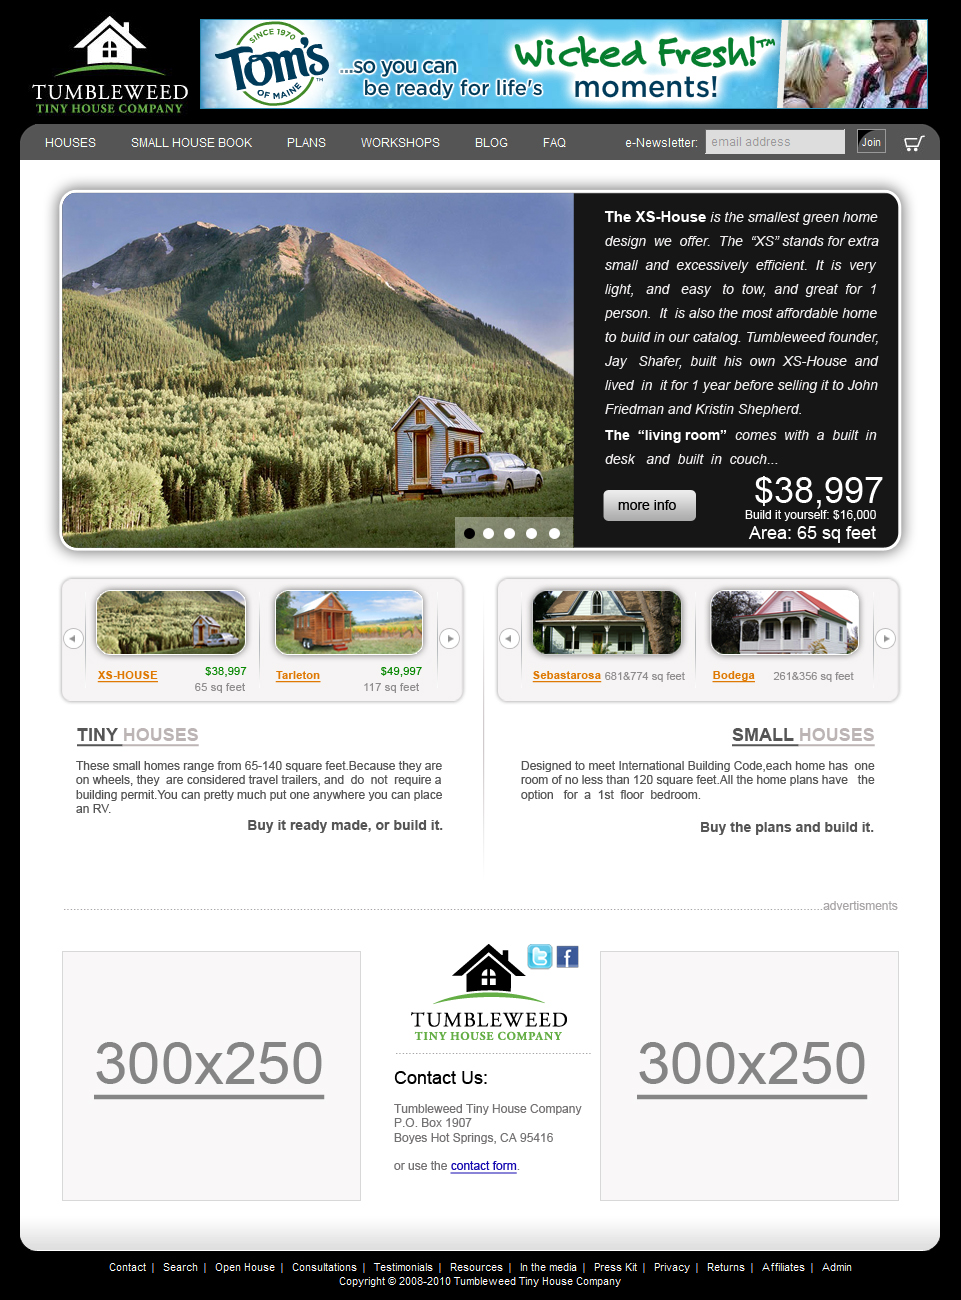 TUMBLEWEED
TINY HOUSE COMPANY
SINCE 1970
TOM'S
OF MAINE
...so you can
be ready for life's
Wicked Fresh!™
moments!
HOUSES SMALL HOUSE BOOK PLANS WORKSHOPS BLOG FAQ e-Newsletter: email address Join
The XS-House is the smallest green home
design we offer. The “XS” stands for extra
small and excessively efficient. It is very
light, and easy to tow, and great for 1
person. It is also the most affordable home
to build in our catalog. Tumbleweed founder,
Jay Shafer, built his own XS-House and
lived in it for 1 year before selling it to John
Friedman and Kristin Shepherd.
The “living room” comes with a built in
desk and built in couch...
more info
$38,997
Build it yourself: $16,000
Area: 65 sq feet
XS-HOUSE $38,997
65 sq feet
Tarleton $49,997
117 sq feet
Sebastarosa 681&774 sq feet
Bodega 261&356 sq feet
TINY HOUSES
These small homes range from 65-140 square feet.Because they are
on wheels, they are considered travel trailers, and do not require a
building permit.You can pretty much put one anywhere you can place
an RV.
Buy it ready made, or build it.
SMALL HOUSES
Designed to meet International Building Code,each home has one
room of no less than 120 square feet.All the home plans have the
option for a 1st floor bedroom.
Buy the plans and build it.
advertisments
300x250
TUMBLEWEED
TINY HOUSE COMPANY
Contact Us:
Tumbleweed Tiny House Company
P.O. Box 1907
Boyes Hot Springs, CA 95416
or use the contact form.
300x250
Contact | Search | Open House | Consultations | Testimonials | Resources | In the media | Press Kit | Privacy | Returns | Affiliates | Admin
Copyright © 2008-2010 Tumbleweed Tiny House Company